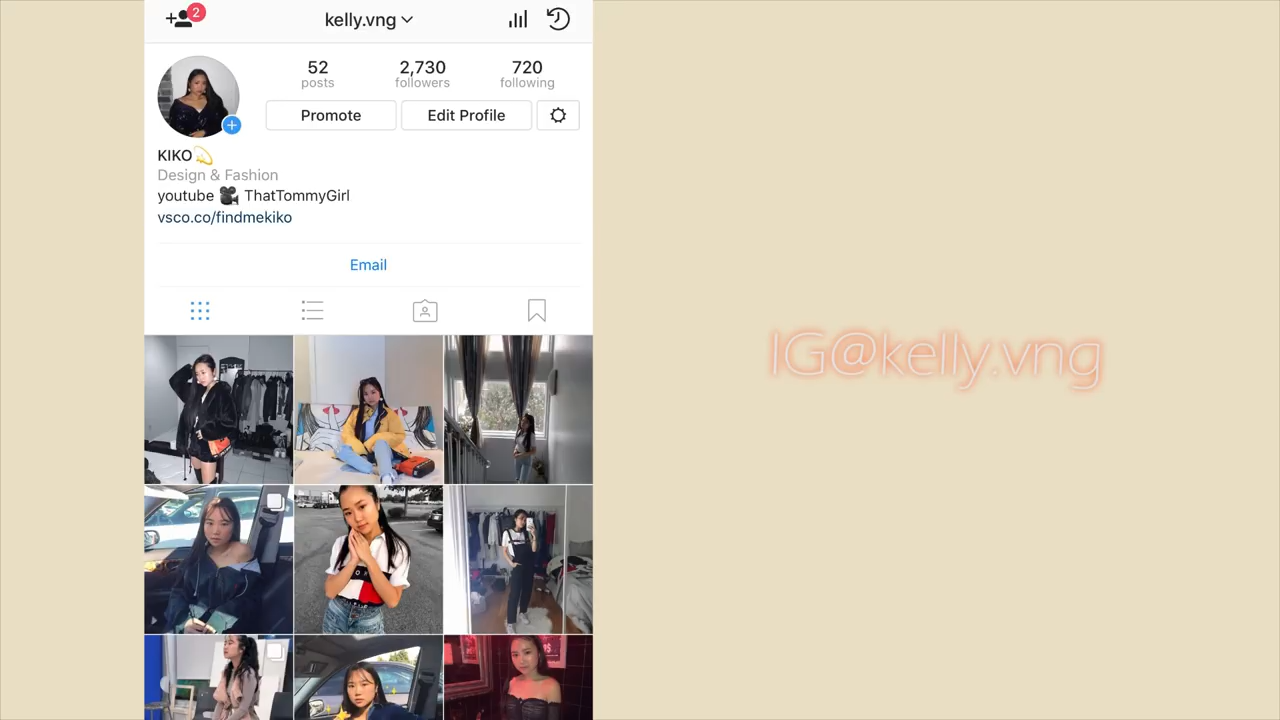 2
kelly.vng
52
2,730
720
posts
followers
following
Promote
Edit Profile
KIKO💫
Design & Fashion
youtube 🎥 ThatTommyGirl
vsco.co/findmekiko
Email
IG@kelly.vng